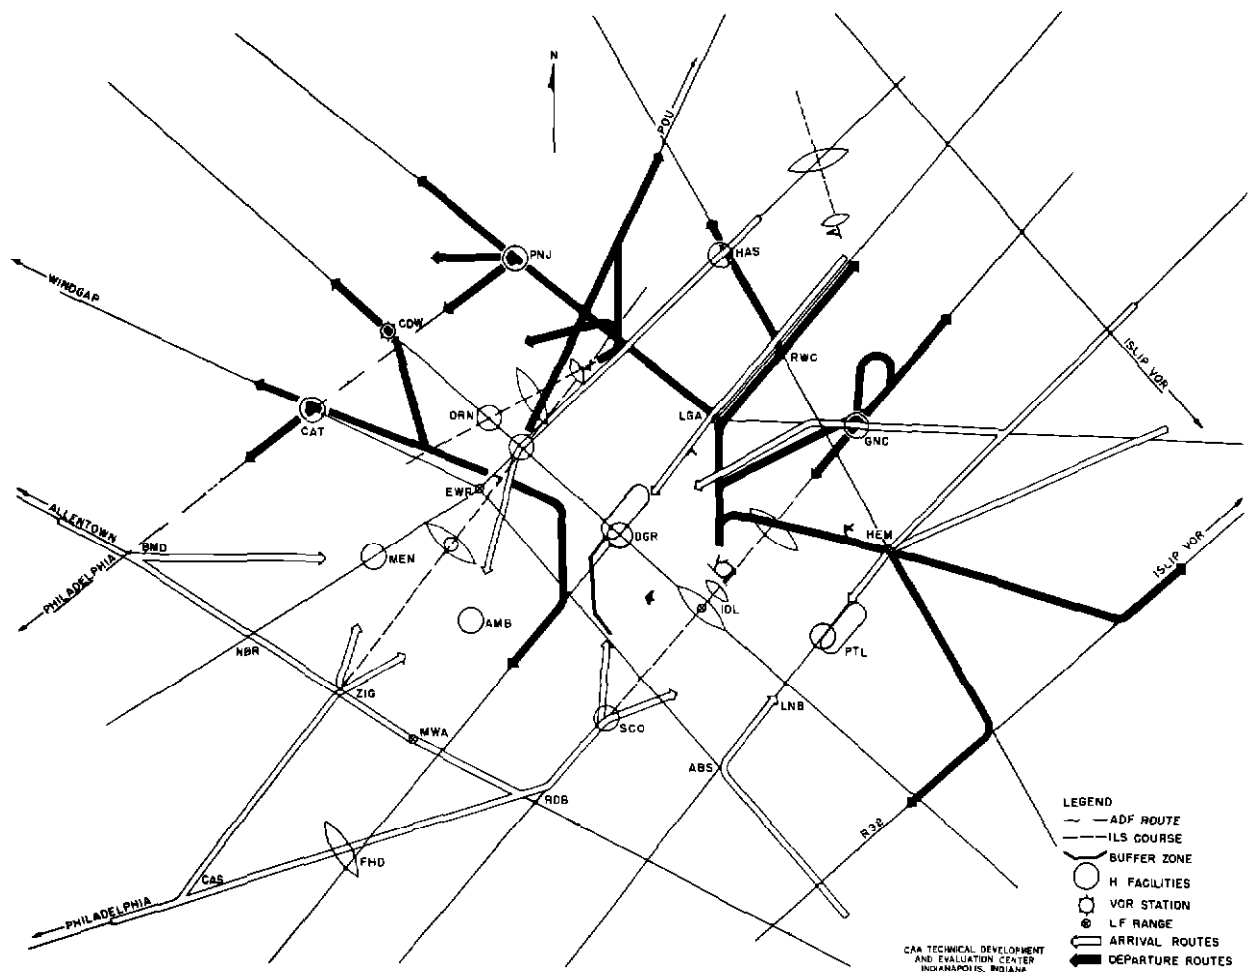 N
POU
PNJ
HAS
WINDGAP
CDW
RWC
ISLIP VOR
ORN
LGA
CAT
GNC
EWR
ALLENTOWN
BMD
OGR
HEM
MEN
PHILADELPHIA
ISLIP VOR
IDL
AMB
PTL
NBR
ZIG
LNB
SCO
MWA
ABS
RDB
R32
FHD
CAS
PHILADELPHIA
LEGEND
ADF ROUTE
ILS COURSE
BUFFER ZONE
H FACILITIES
VOR STATION
LF RANGE
ARRIVAL ROUTES
DEPARTURE ROUTES
CAA TECHNICAL DEVELOPMENT
AND EVALUATION CENTER
INDIANAPOLIS, INDIANA